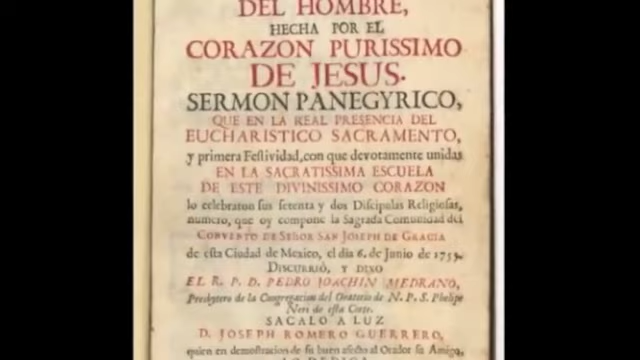 DEL HOMBRE,
HECHA POR EL
CORAZON PURISSIMO
DE JESUS.
SERMON PANEGYRICO,
QUE EN LA REAL PRESENCIA DEL
EUCHARISTICO SACRAMENTO,
y primera Festividad, con que devotamente unidas
EN LA SACRATISSIMA ESCUELA
DE ESTE DIVINISSIMO CORAZON
lo celebraton sus setenta y dos Discipulas Religiosas,
numero, que oy compone la Sagrada Comunidad del
CONVENTO DE SEÑOR SAN JOSEPH DE GRACIA
de esta Ciudad de Mexico, el dia 6. de Junio de 1759.
DISCURRIÒ, Y DIXO
EL R. P. D. PEDRO JOACHIN MEDRANO,
Presbytero de la Congregacion del Oratorio de N. P. S. Phelipe
Neri de esta Corte.
SACALO A LUZ
D. JOSEPH ROMERO GUERRERO,
quien en demostracion de su buen afecto al Orador su Amigo,